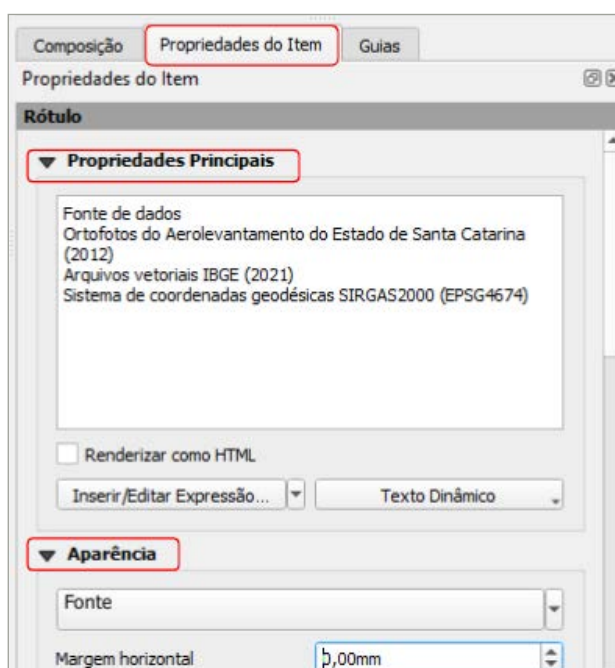 Composição Propriedades do Item Guias
Propriedades do Item
Rótulo
Propriedades Principais
Fonte de dados
Ortofotos do Aerolevantamento do Estado de Santa Catarina
(2012)
Arquivos vetoriais IBGE (2021)
Sistema de coordenadas geodésicas SIRGAS2000 (EPSG4674)
Renderizar como HTML
Inserir/Editar Expressão... Texto Dinâmico
Aparência
Fonte
Margem horizontal